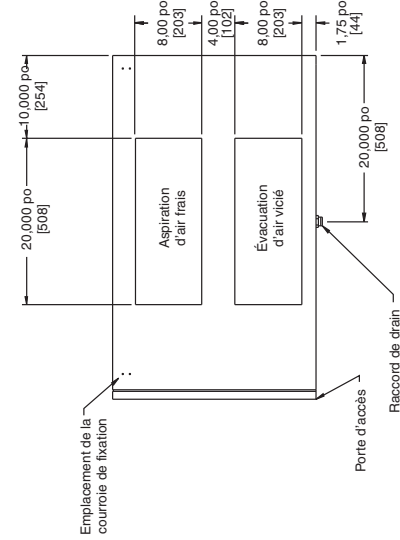 20,000 po
[508]
10,000 po
[254]
8,00 po
[203]
4,00 po
[102]
8,00 po
[203]
1,75 po
[44]
20,000 po
[508]
Aspiration
d'air frais
Évacuation
d'air vicié
Emplacement de la
courroie de fixation
Porte d'accès
Raccord de drain